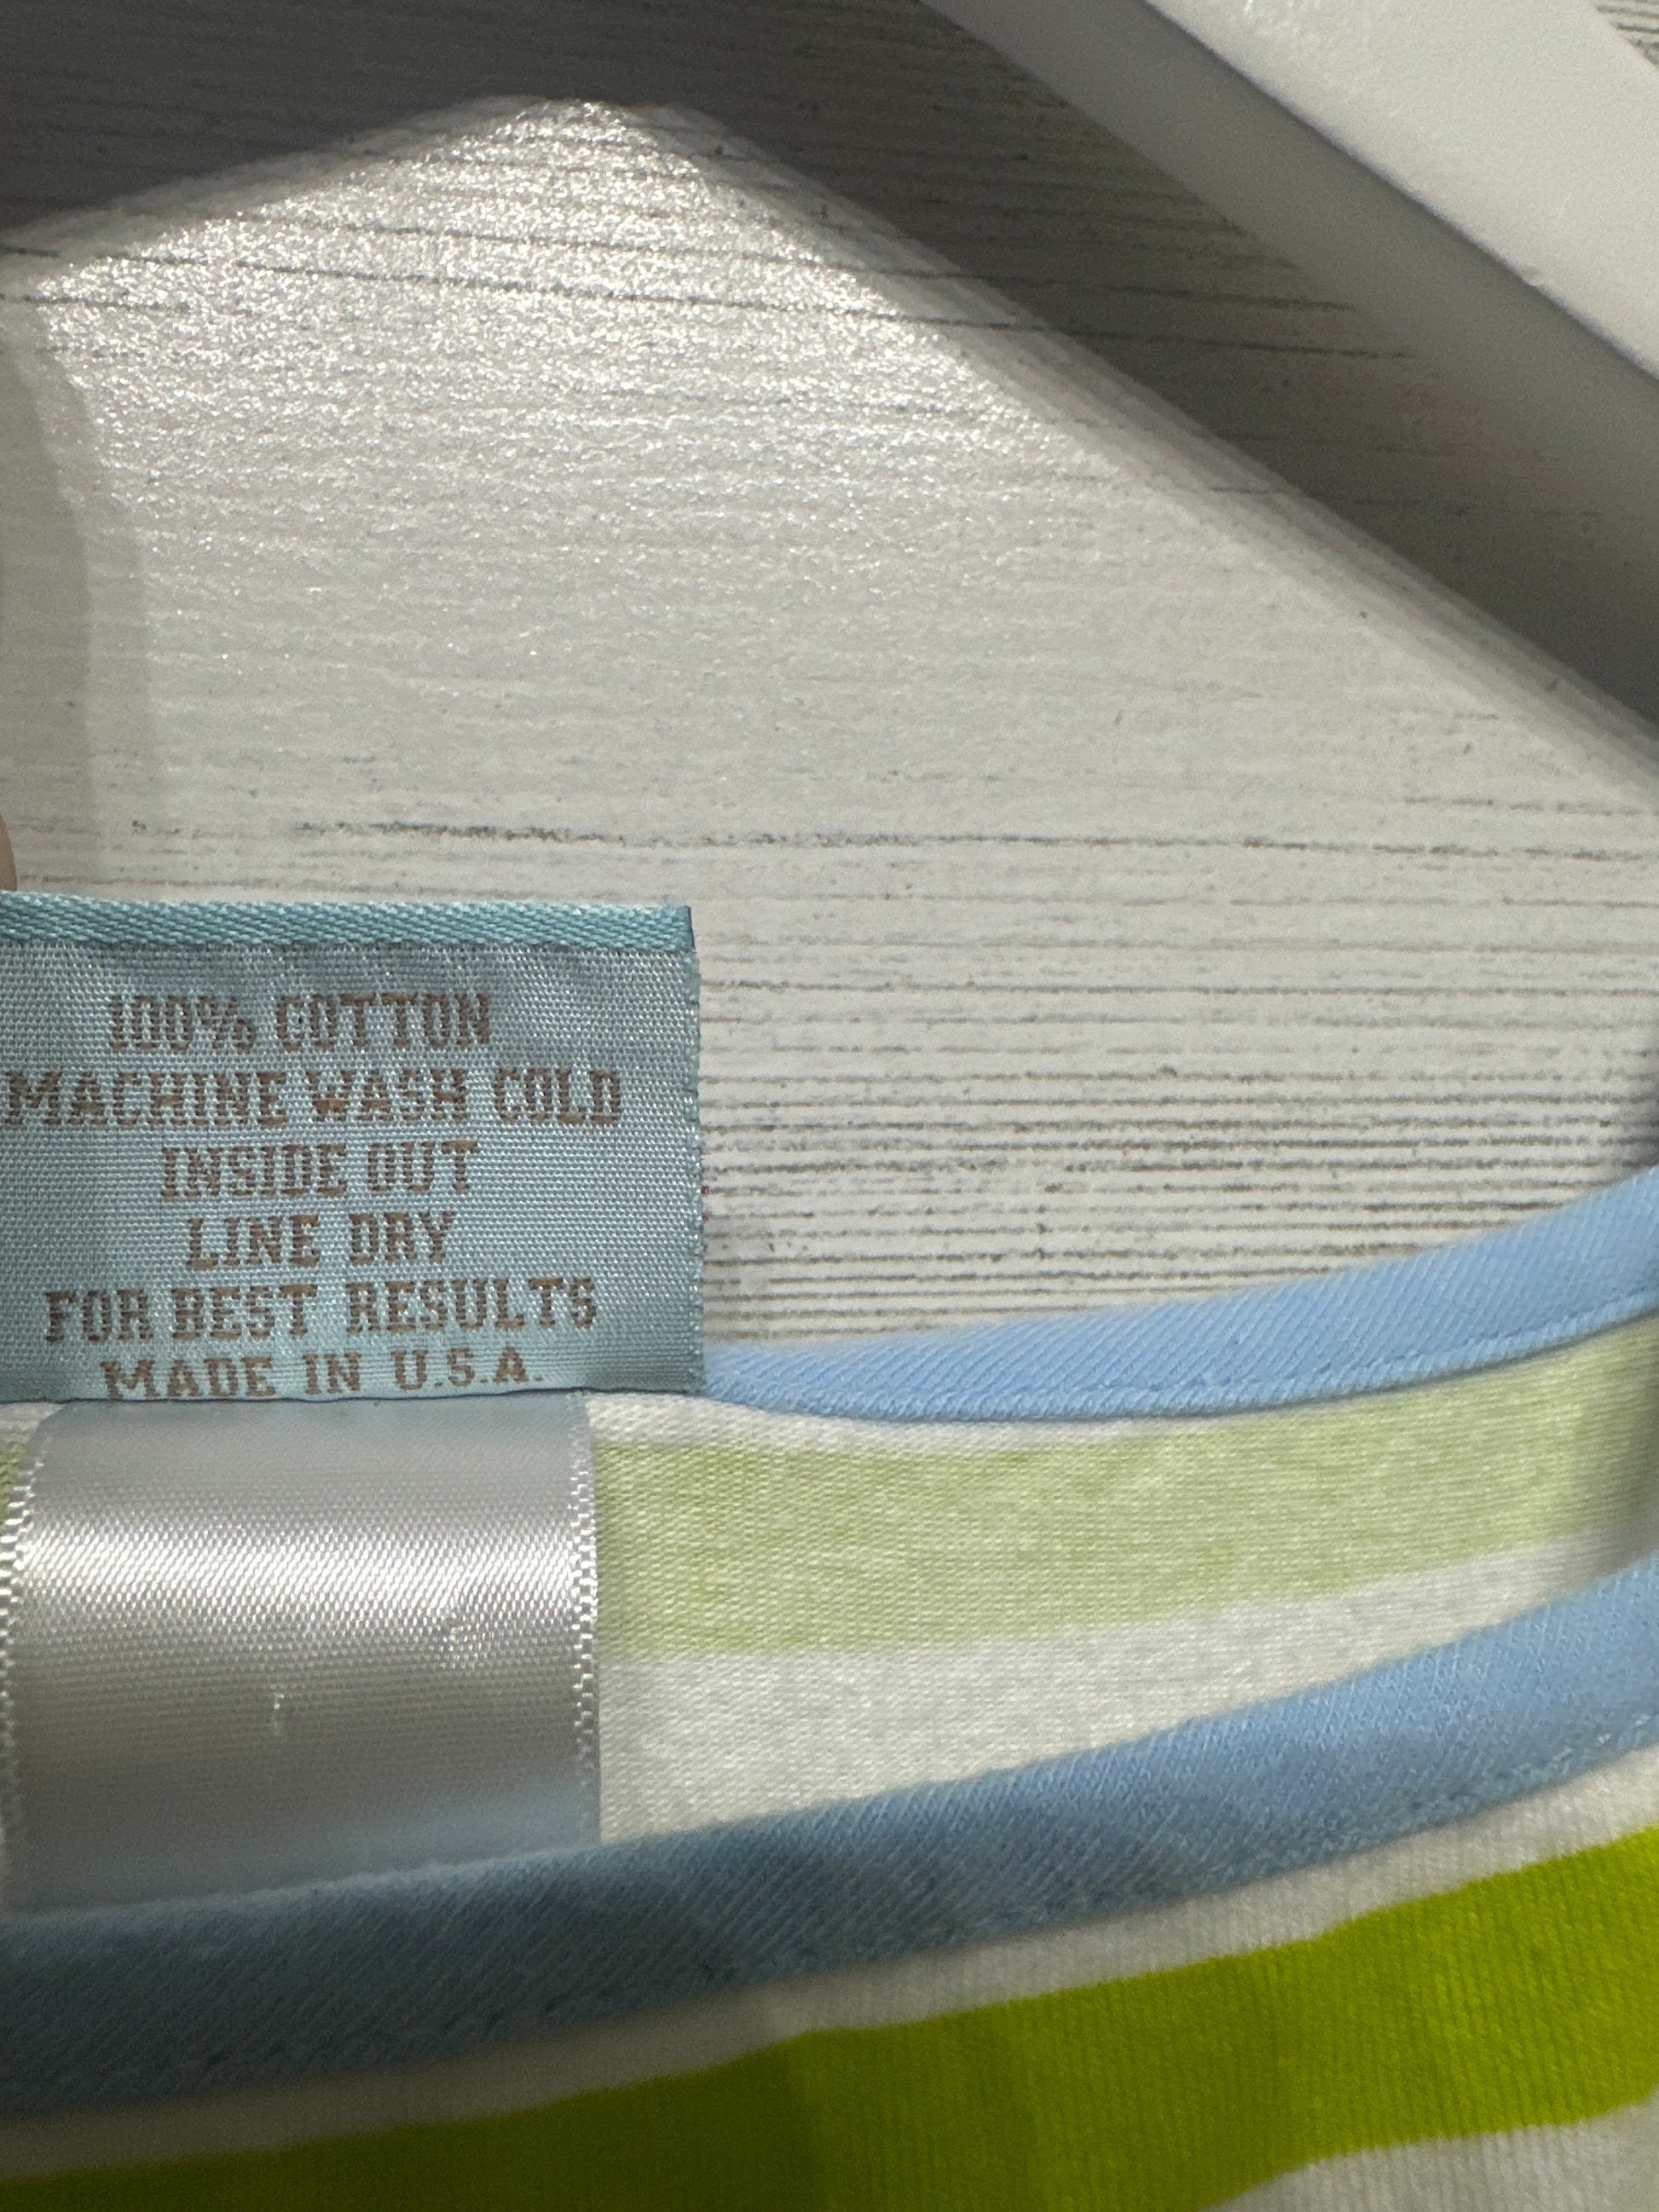 100% COTTON
MACHINE WASH COLD
INSIDE OUT
LINE DRY
FOR BEST RESULTS
MADE IN U.S.A.